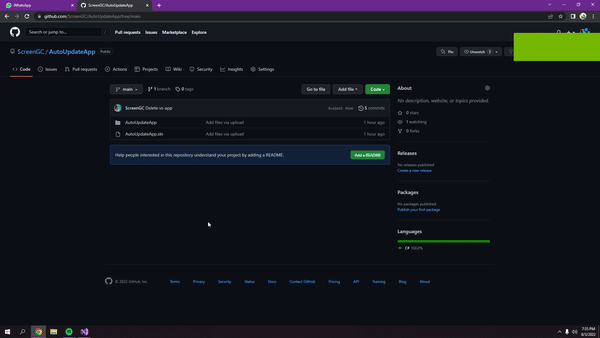 WhatsApp
ScreenGC/AutoUpdateApp
github.com/ScreenGC/AutoUpdateApp/tree/main
Search or jump to...
/
Pull requests Issues Marketplace Explore
ScreenGC / AutoUpdateApp Public
Pin Unwatch 1
Code Issues Pull requests Actions Projects Wiki Security Insights Settings
main 1 branch 0 tags Go to file Add file Code
About
No description, website, or topics provided.
ScreenGC Delete vs-app now 5 commits
AutoUpdateApp Add files via upload 1 hour ago
AutoUpdateApp.sln Add files via upload 1 hour ago
0 stars
1 watching
0 forks
Help people interested in this repository understand your project by adding a README. Add a README
Releases
No releases published
Create a new release
Packages
No packages published
Publish your first package
Languages
C# 100.0%
© 2022 GitHub, Inc. Terms Privacy Security Status Docs Contact GitHub Pricing API Training Blog About
7:35 PM
8/3/2022